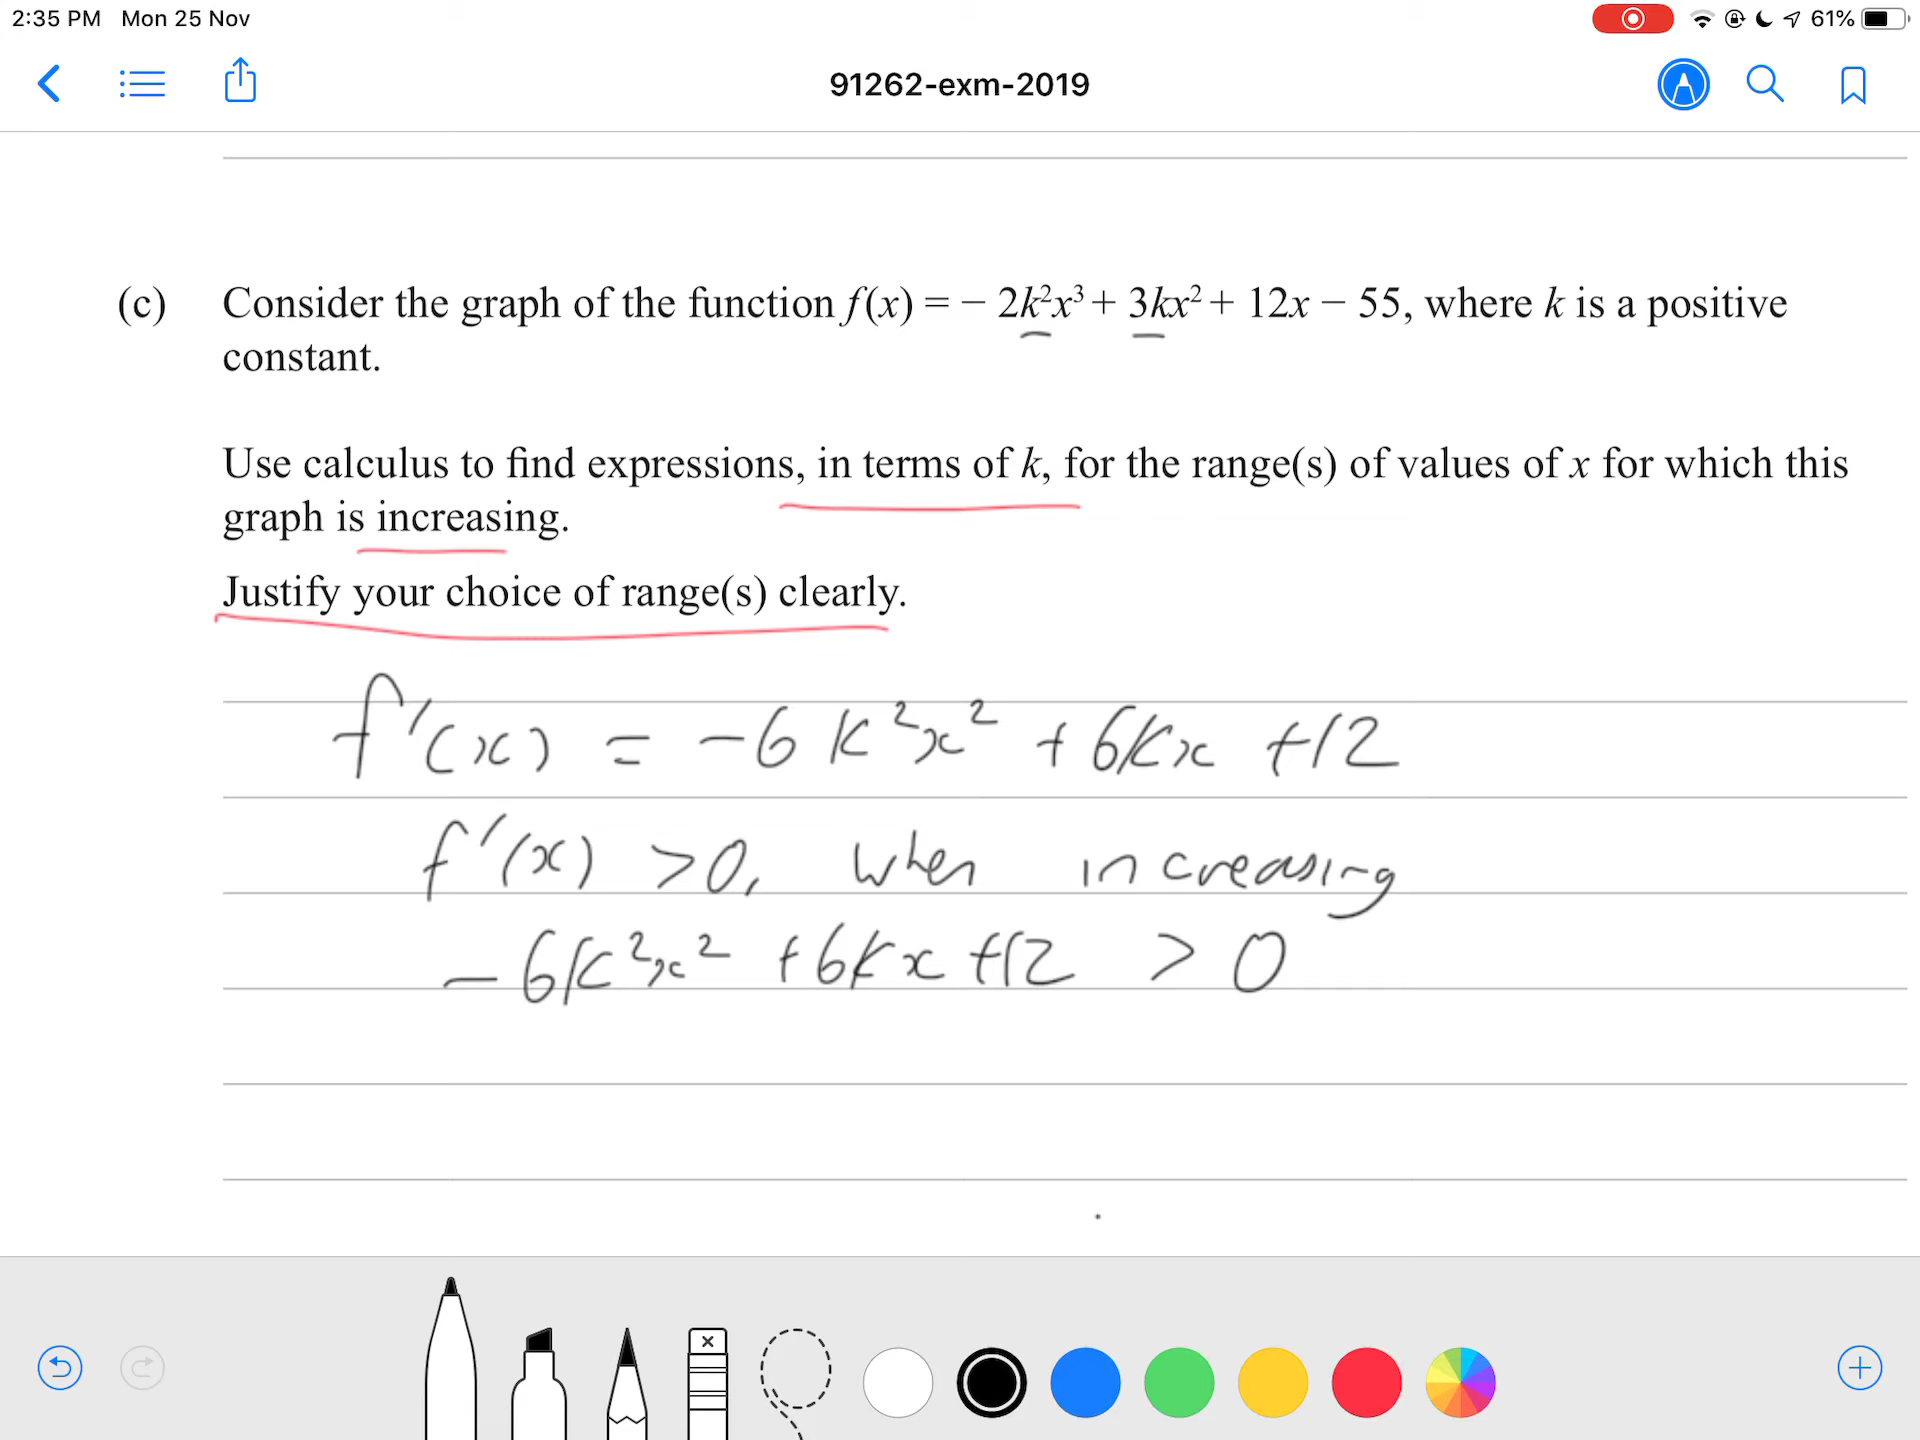 2:35 PM Mon 25 Nov 61%
91262-exm-2019
(c) Consider the graph of the function f(x) = − 2k²x³ + 3kx² + 12x − 55, where k is a positive
constant.
Use calculus to find expressions, in terms of k, for the range(s) of values of x for which this
graph is increasing.
Justify your choice of range(s) clearly.
f'(x) = -6k²x² + 6kx +12
f'(x) >0, when increasing
-6k²x² +6kx +12 > 0